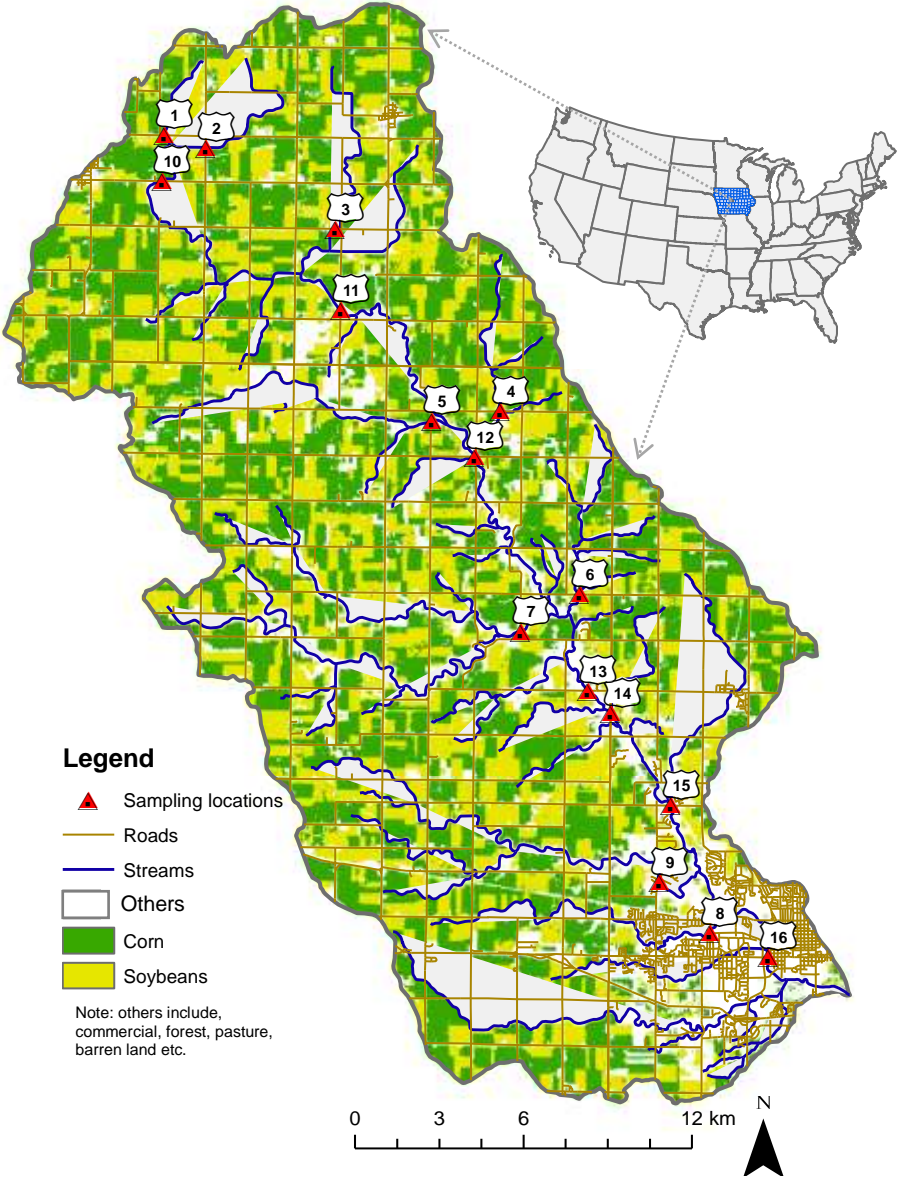 1
2
10
3
11
5
4
12
6
7
13
14
15
9
8
16
Legend
Sampling locations
Roads
Streams
Others
Corn
Soybeans
Note: others include,
commercial, forest, pasture,
barren land etc.
0 3 6 12 km
N